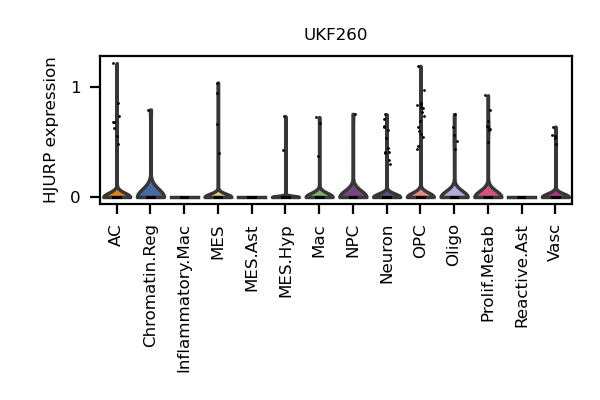 UKF260
HJURP expression
1
0
AC
Chromatin.Reg
Inflammatory.Mac
MES
MES.Ast
MES.Hyp
Mac
NPC
Neuron
OPC
Oligo
Prolif.Metab
Reactive.Ast
Vasc